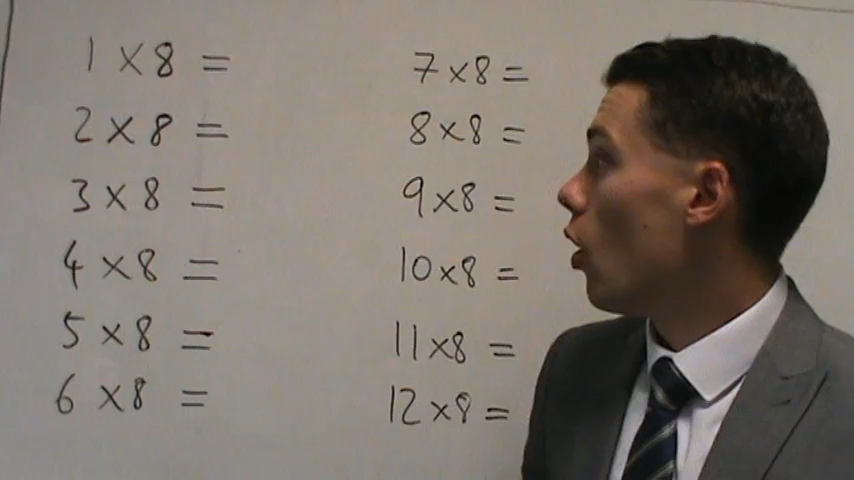 1 × 8 =
2 × 8 =
3 × 8 =
4 × 8 =
5 × 8 =
6 × 8 =
7 × 8 =
8 × 8 =
9 × 8 =
10 × 8 =
11 × 8 =
12 × 8 =